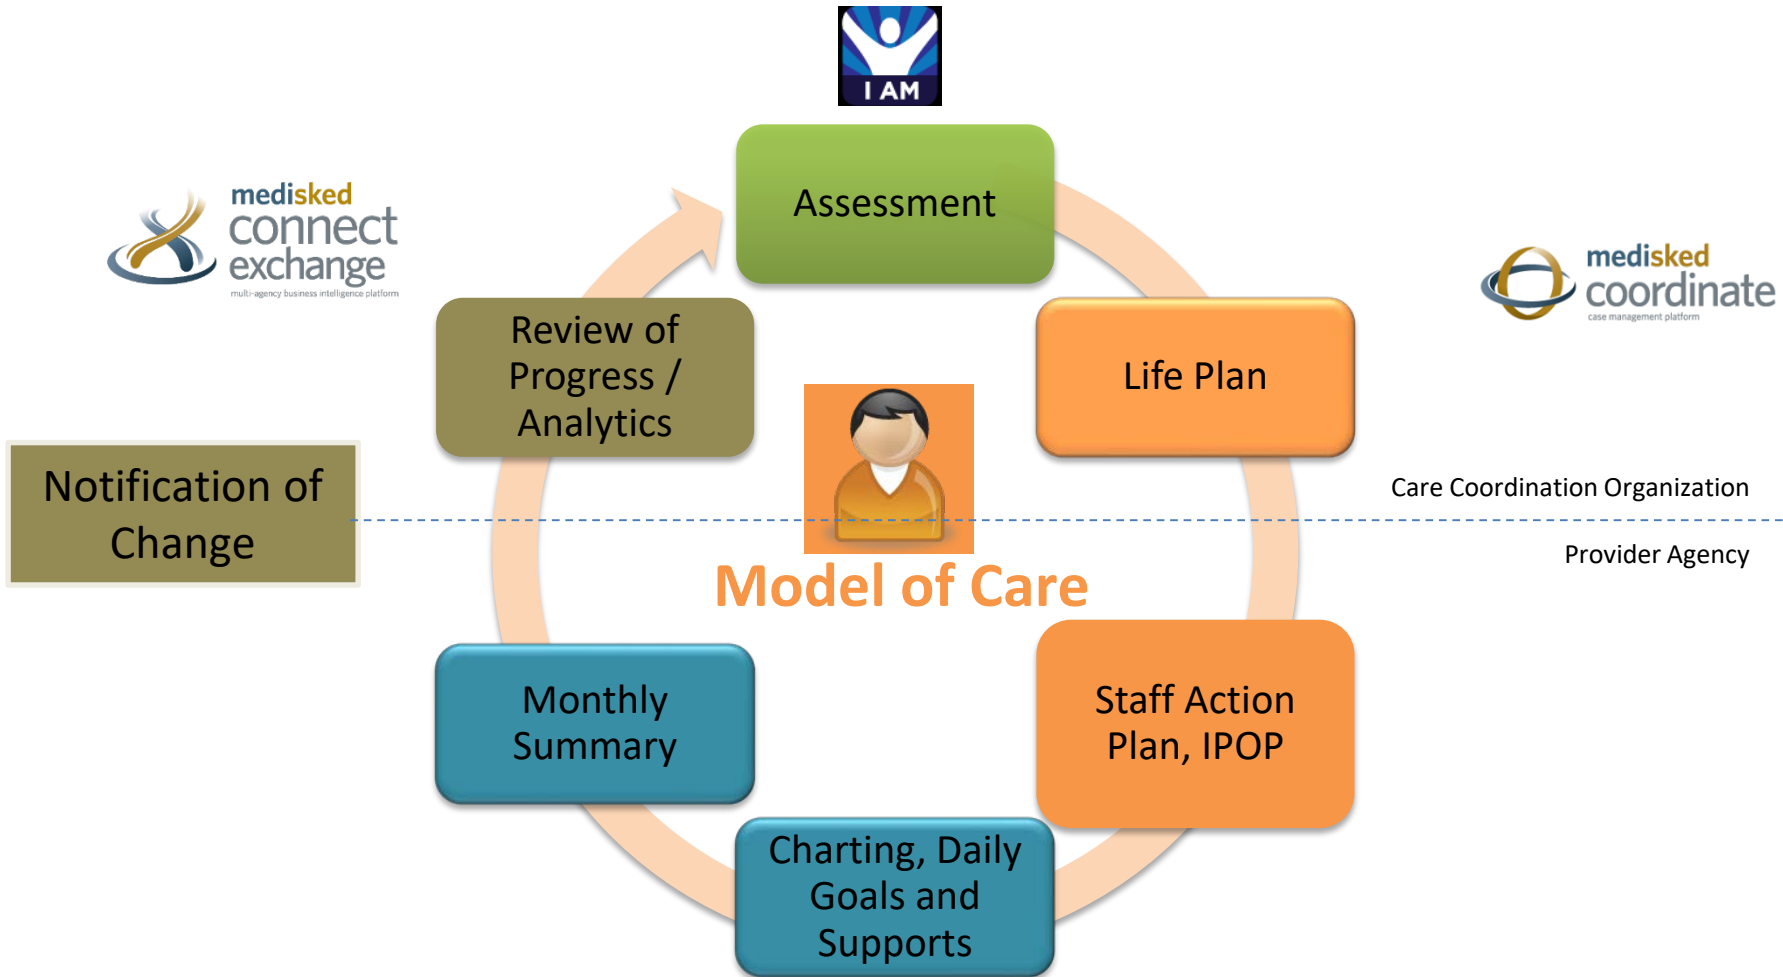 I AM
Assessment
medisked
connect
exchange
multi-agency business intelligence platform
medisked
coordinate
case management platform
Review of
Progress /
Analytics
Life Plan
Notification of
Change
Care Coordination Organization
Provider Agency
Model of Care
Monthly
Summary
Staff Action
Plan, IPOP
Charting, Daily
Goals and
Supports